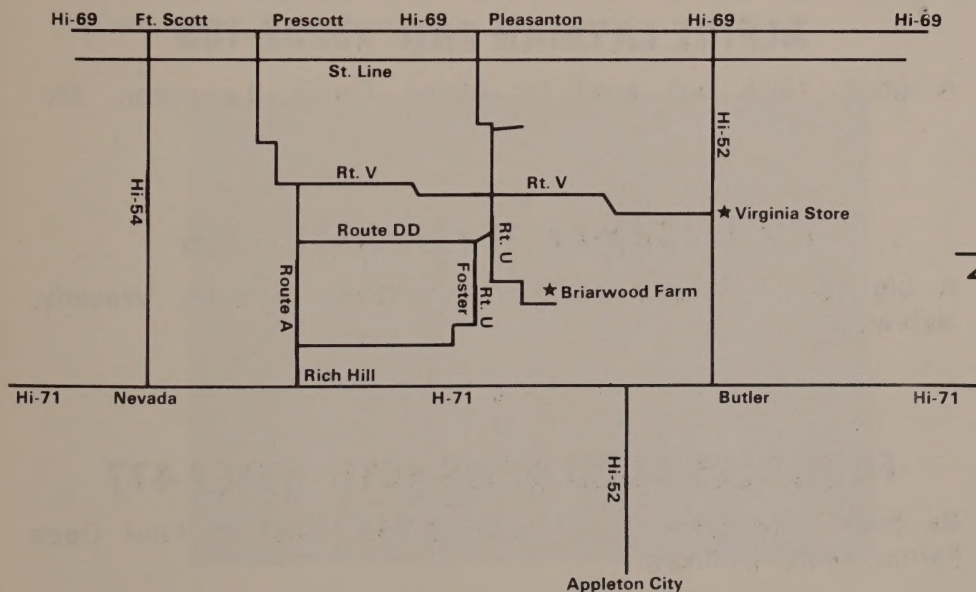 Hi-69 Ft. Scott Prescott Hi-69 Pleasanton Hi-69 Hi-69
St. Line
Hi-52
Rt. V Rt. V
Hi-54
★ Virginia Store
Route DD
Rt. U
Route A
Foster
Rt. U
★ Briarwood Farm
Rich Hill
Hi-71 Nevada H-71 Butler Hi-71
Hi-52
Appleton City